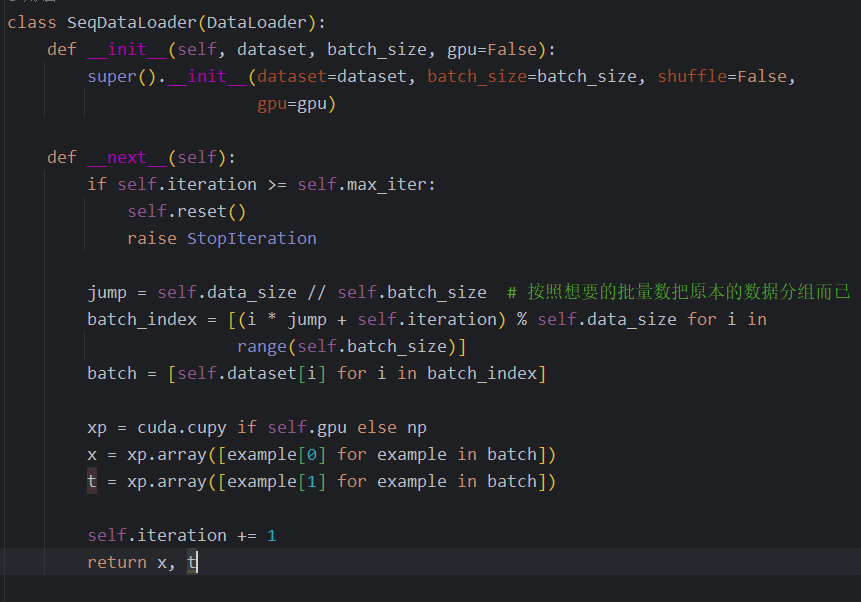 class SeqDataLoader(DataLoader):
    def __init__(self, dataset, batch_size, gpu=False):
        super().__init__(dataset=dataset, batch_size=batch_size, shuffle=False,
                         gpu=gpu)

    def __next__(self):
        if self.iteration >= self.max_iter:
            self.reset()
            raise StopIteration

        jump = self.data_size // self.batch_size  # 按照想要的批量数把原本的数据分组而已
        batch_index = [(i * jump + self.iteration) % self.data_size for i in
                       range(self.batch_size)]
        batch = [self.dataset[i] for i in batch_index]

        xp = cuda.cupy if self.gpu else np
        x = xp.array([example[0] for example in batch])
        t = xp.array([example[1] for example in batch])

        self.iteration += 1
        return x, t